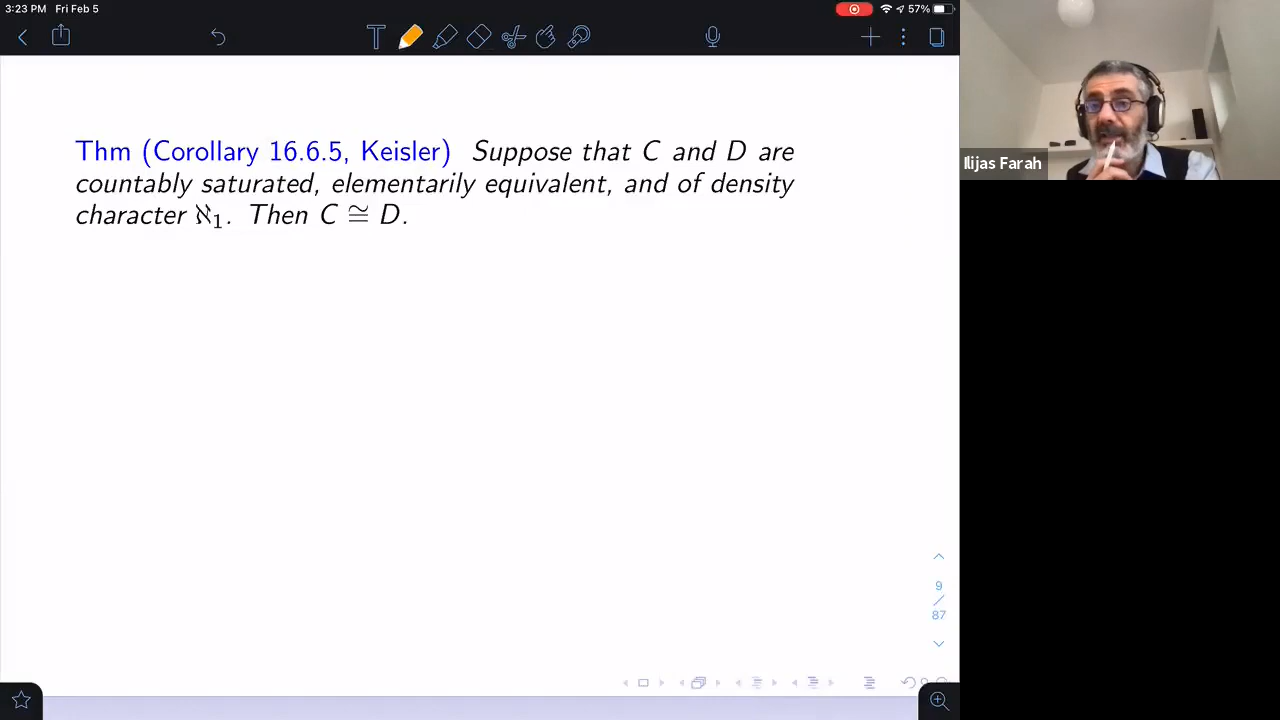 3:23 PM Fri Feb 5
57%
T
Thm (Corollary 16.6.5, Keisler) Suppose that C and D are
countably saturated, elementarily equivalent, and of density
character ℵ₁. Then C ≅ D.
Ilijas Farah
9
/
87